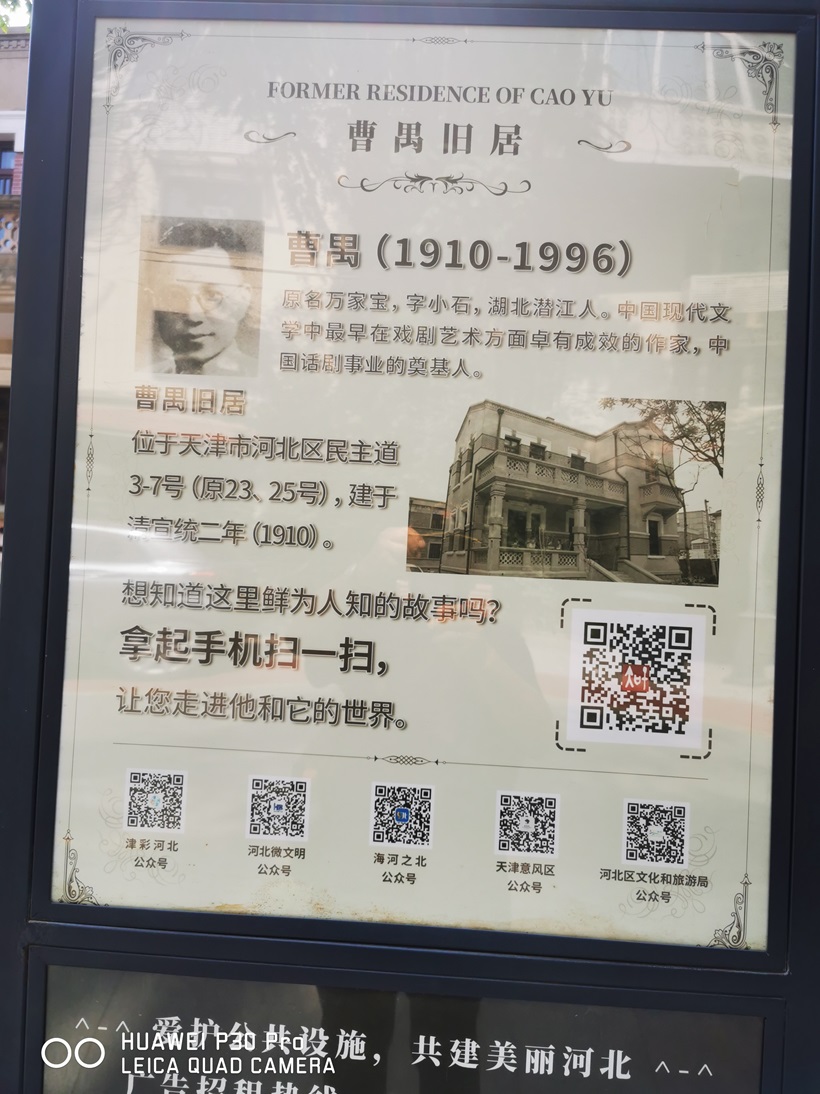 FORMER RESIDENCE OF CAO YU
曹禺旧居
曹禺（1910-1996）
原名万家宝，字小石，湖北潜江人。中国现代文
学中最早在戏剧艺术方面卓有成效的作家，中
国话剧事业的奠基人。
曹禺旧居
位于天津市河北区民主道
3-7号（原23、25号），建于
清宣统二年（1910）。
想知道这里鲜为人知的故事吗？
拿起手机扫一扫，
让您走进他和它的世界。
津彩河北
公众号
河北微文明
公众号
海河之北
公众号
天津意风区
公众号
河北区文化和旅游局
公众号
^-^ 爱护公共设施，共建美丽河北 ^-^
广告招租热线
HUAWEI P30 Pro
LEICA QUAD CAMERA